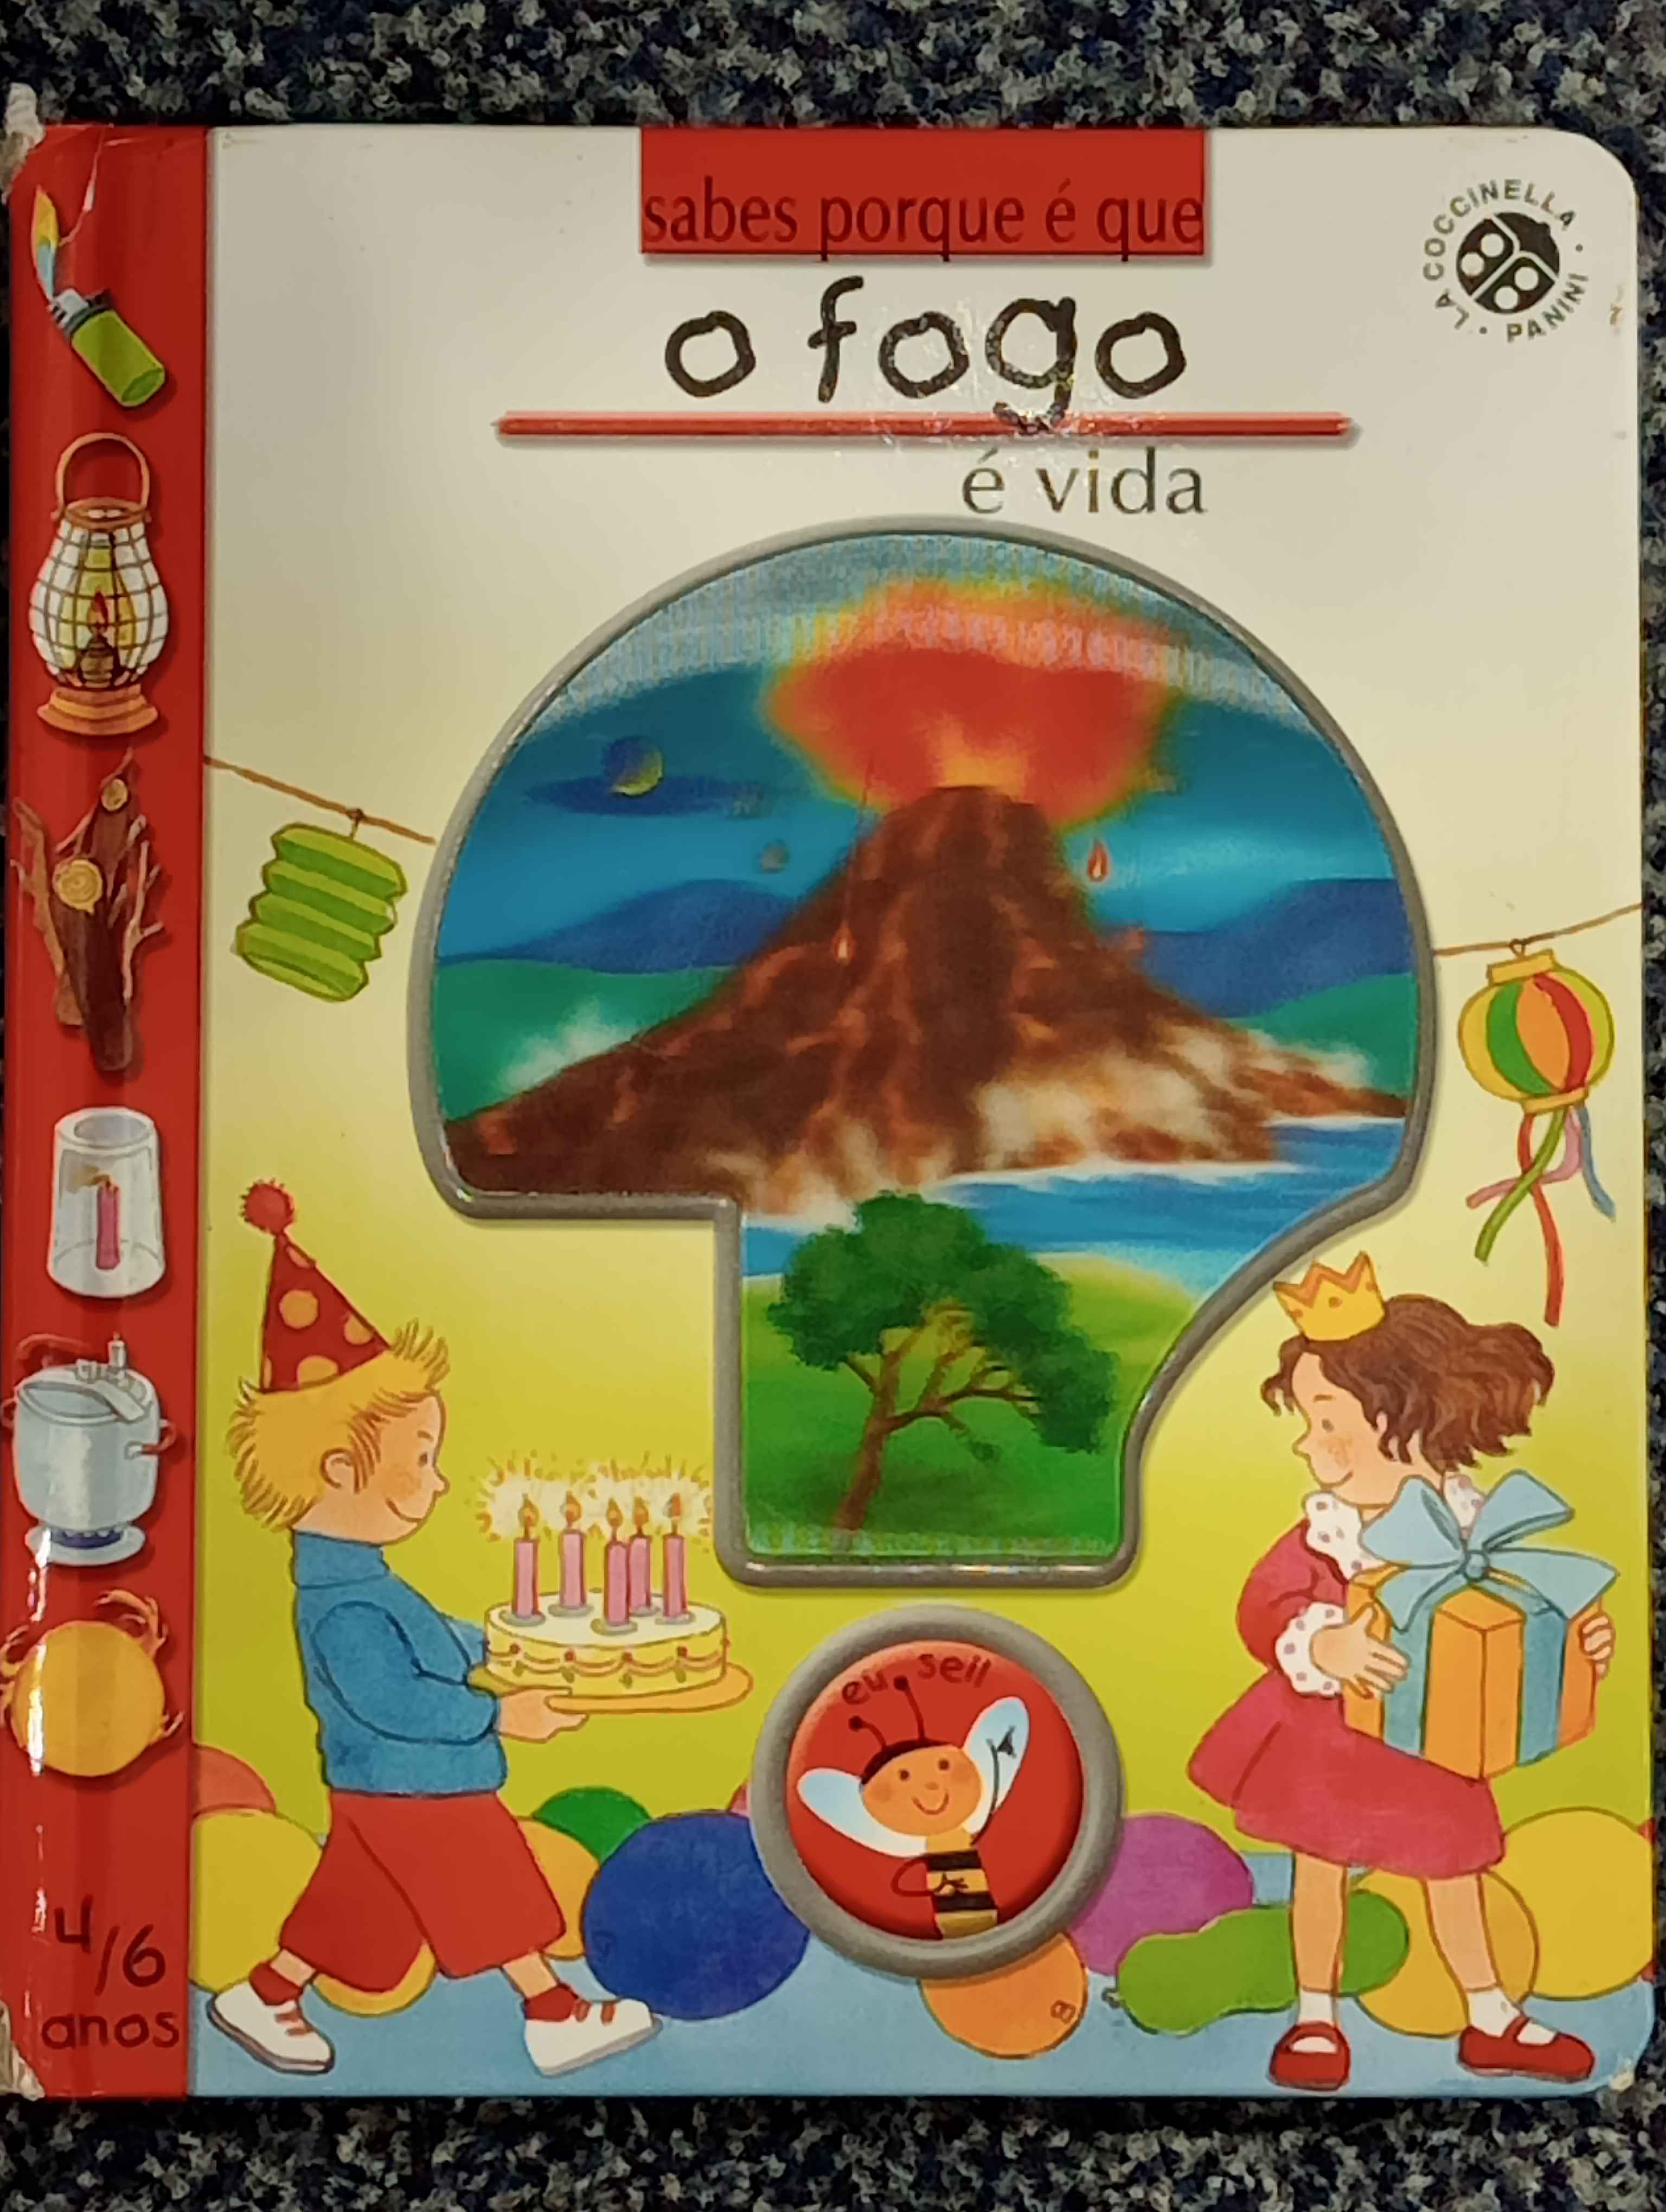 sabes porque é que
o fogo
é vida
LA COCCINELLA · PANINI ·
eu sei!
4/6
anos